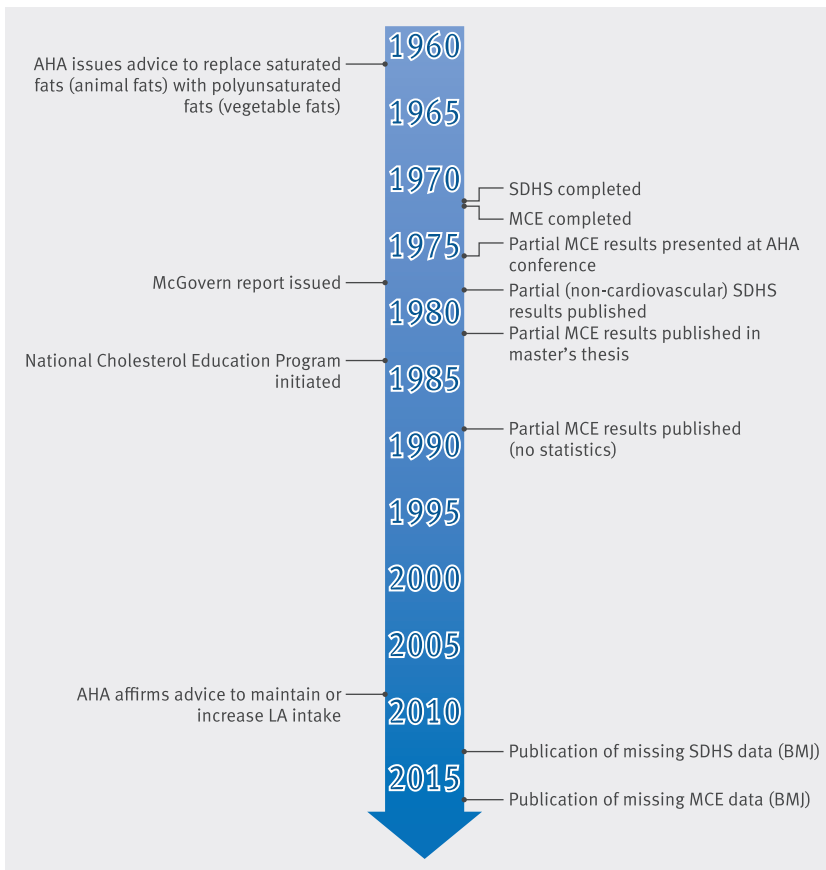 1960
AHA issues advice to replace saturated
fats (animal fats) with polyunsaturated
fats (vegetable fats)
1965
1970
SDHS completed
MCE completed
1975
Partial MCE results presented at AHA
conference
McGovern report issued
Partial (non-cardiovascular) SDHS
results published
1980
Partial MCE results published in
master’s thesis
National Cholesterol Education Program
initiated
1985
Partial MCE results published
(no statistics)
1990
1995
2000
2005
AHA affirms advice to maintain or
increase LA intake
2010
Publication of missing SDHS data (BMJ)
2015
Publication of missing MCE data (BMJ)